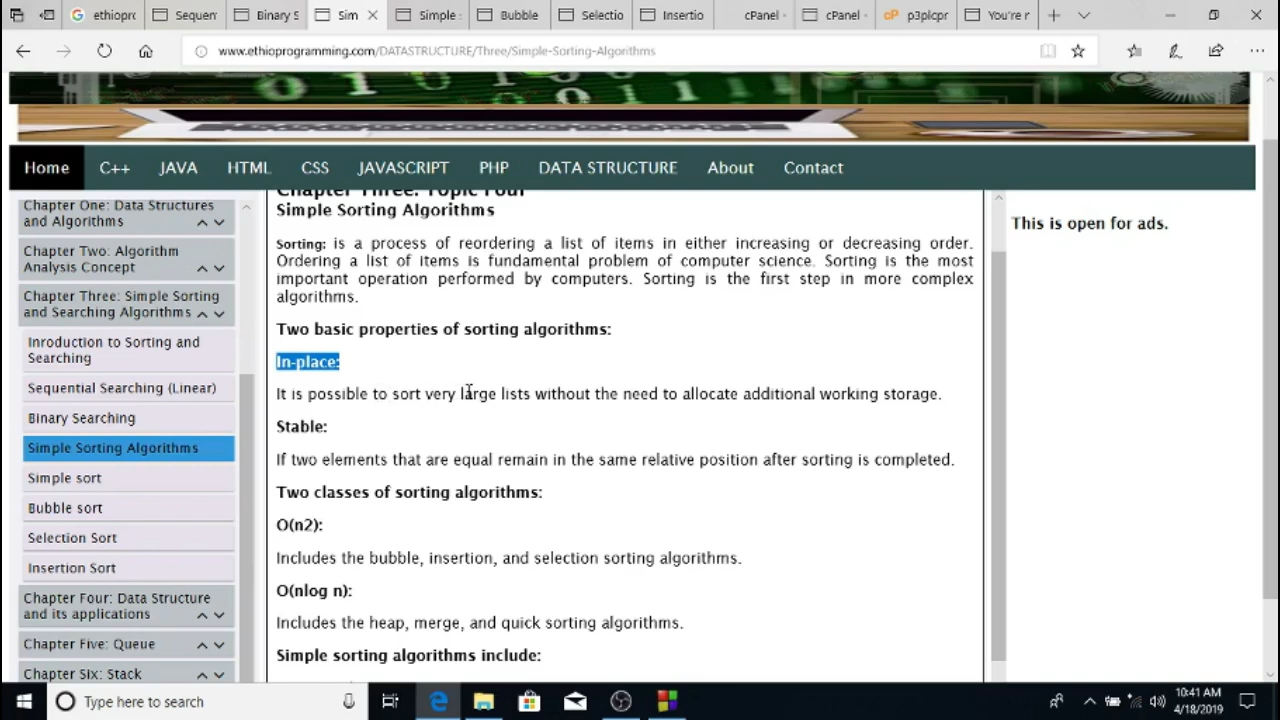 ethiopr
Sequen
Binary S
Sim
Simple
Bubble
Selectio
Insertio
cPanel
cPanel
cP p3plcpr
You're r
www.ethioprogramming.com/DATASTRUCTURE/Three/Simple-Sorting-Algorithms
Home C++ JAVA HTML CSS JAVASCRIPT PHP DATA STRUCTURE About Contact
Chapter One: Data Structures
and Algorithms
Chapter Two: Algorithm
Analysis Concept
Chapter Three: Simple Sorting
and Searching Algorithms
Inroduction to Sorting and
Searching
Sequential Searching (Linear)
Binary Searching
Simple Sorting Algorithms
Simple sort
Bubble sort
Selection Sort
Insertion Sort
Chapter Four: Data Structure
and its applications
Chapter Five: Queue
Chapter Six: Stack
Chapter Three: Topic Four
Simple Sorting Algorithms
Sorting: is a process of reordering a list of items in either increasing or decreasing order.
Ordering a list of items is fundamental problem of computer science. Sorting is the most
important operation performed by computers. Sorting is the first step in more complex
algorithms.
Two basic properties of sorting algorithms:
In-place:
It is possible to sort very large lists without the need to allocate additional working storage.
Stable:
If two elements that are equal remain in the same relative position after sorting is completed.
Two classes of sorting algorithms:
O(n2):
Includes the bubble, insertion, and selection sorting algorithms.
O(nlog n):
Includes the heap, merge, and quick sorting algorithms.
Simple sorting algorithms include:
This is open for ads.
Type here to search
10:41 AM
4/18/2019